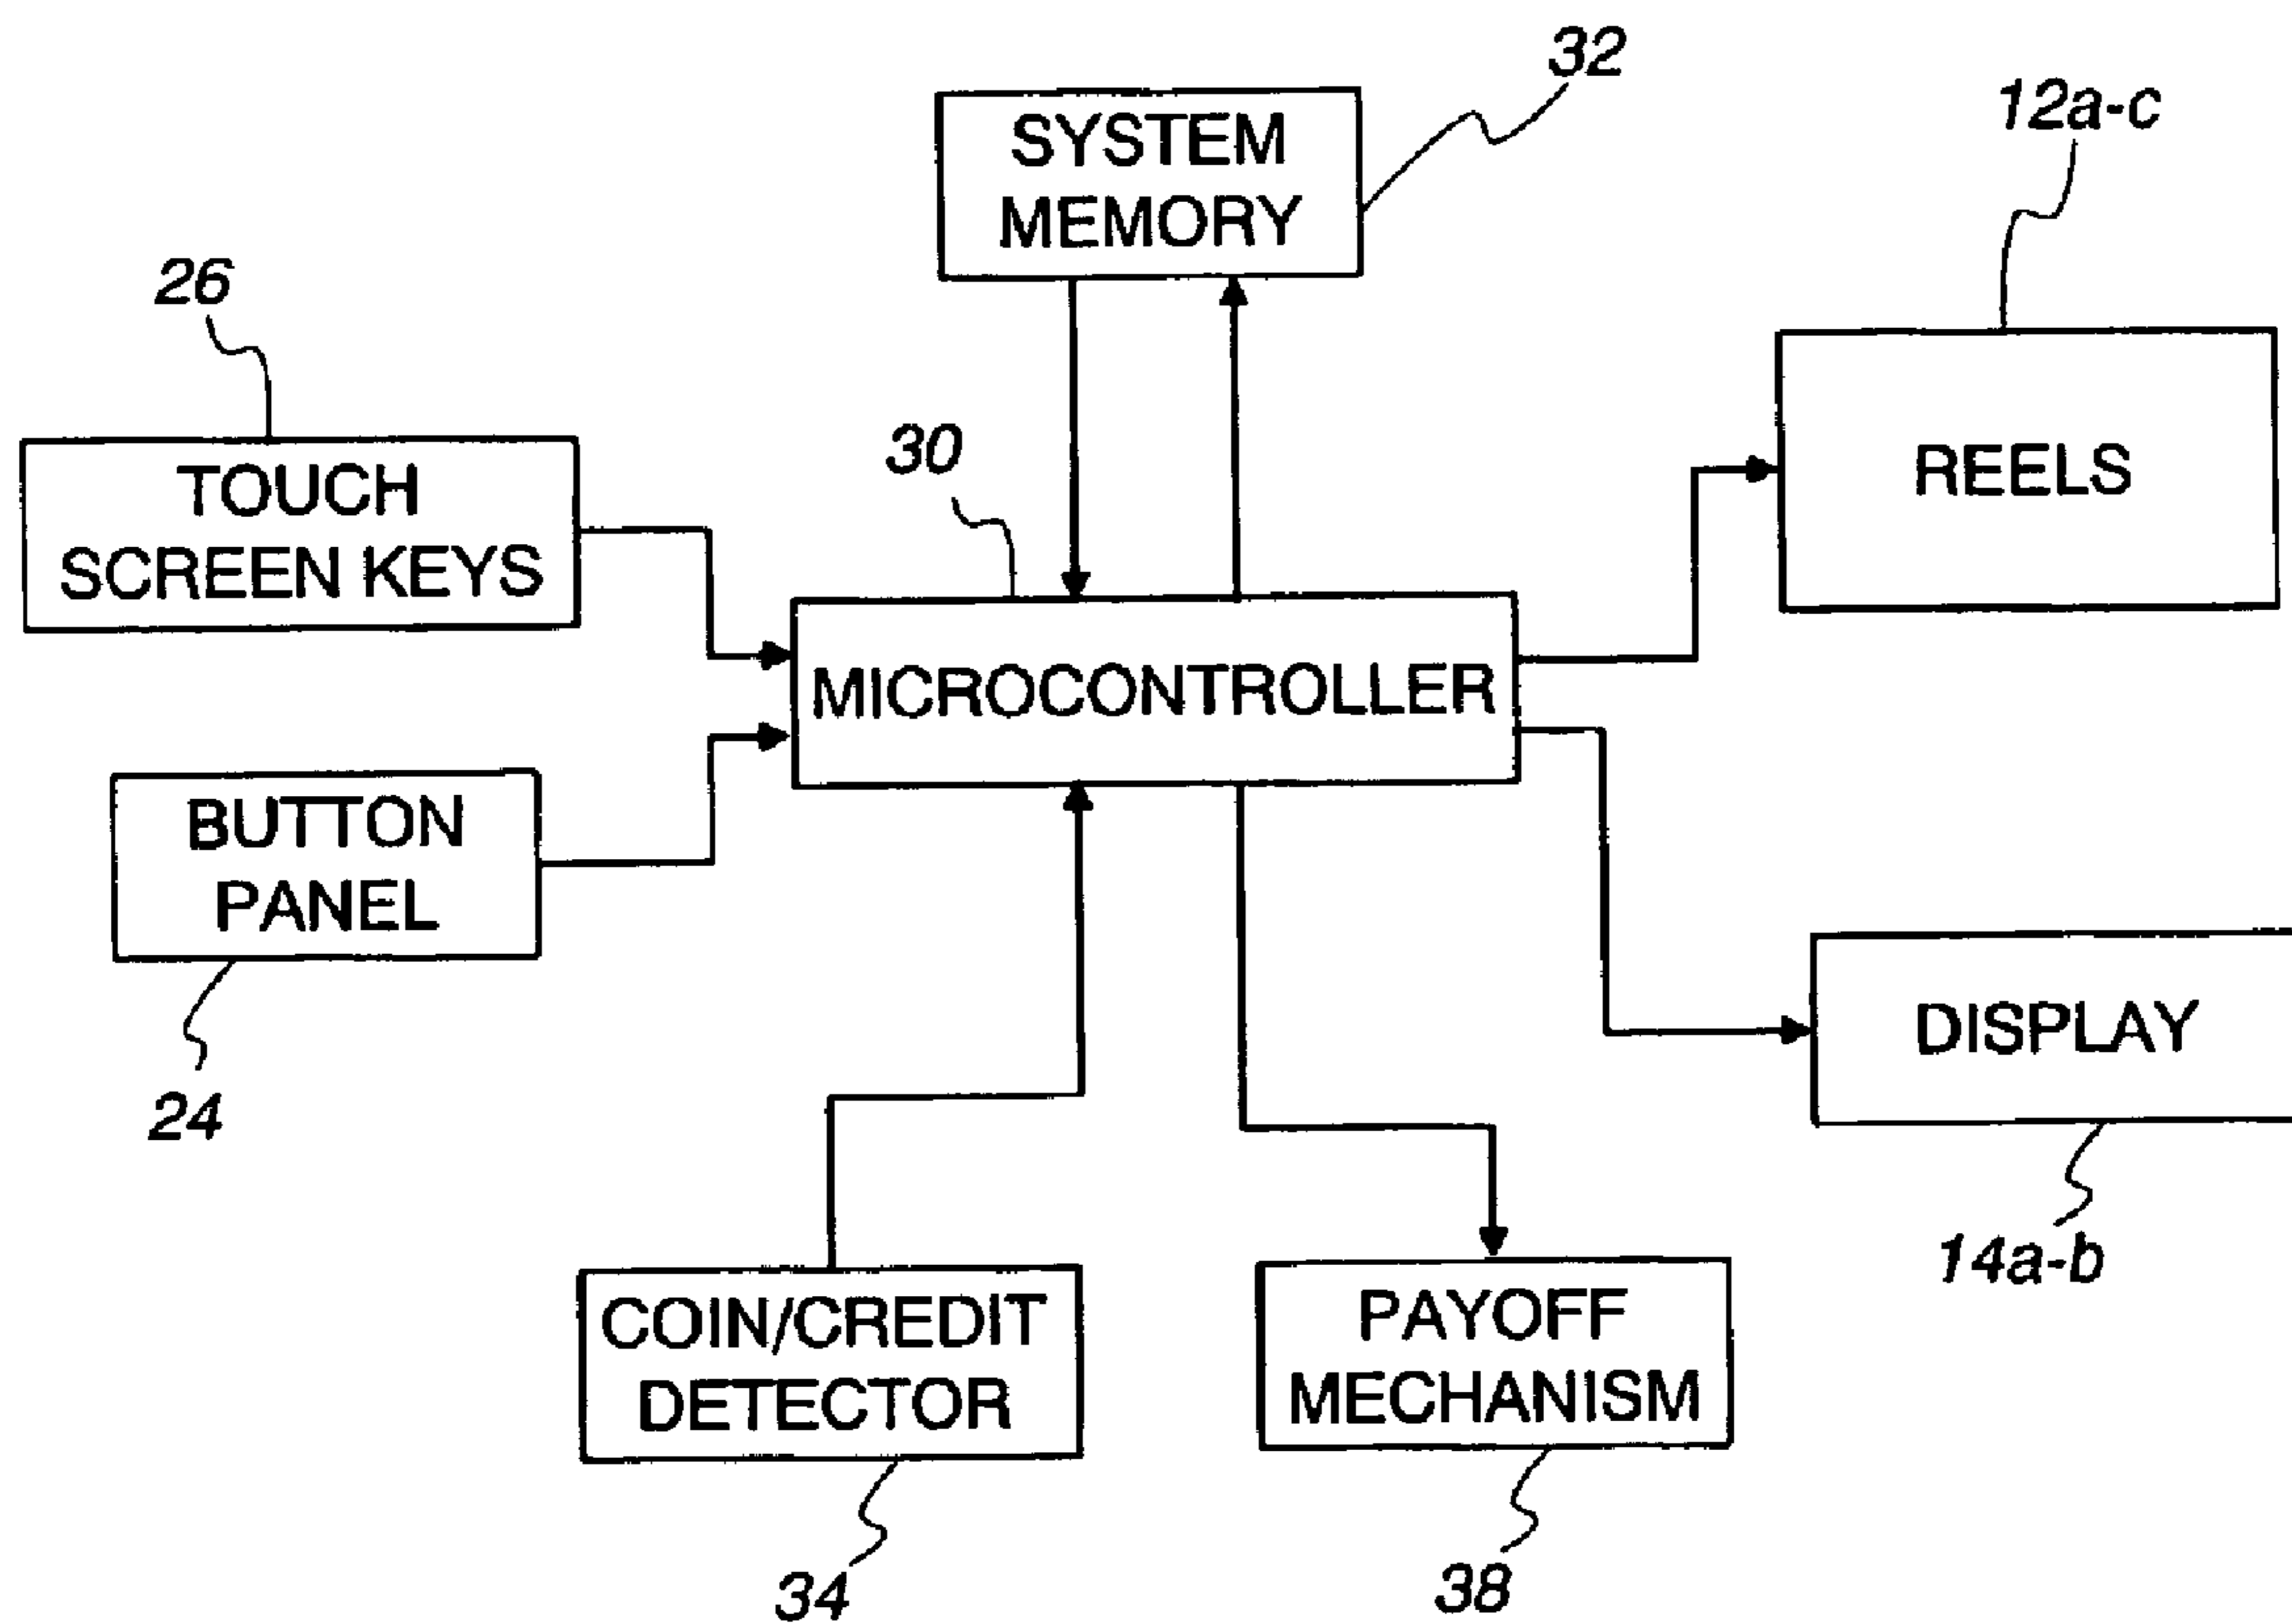 32
SYSTEM
MEMORY
12a-c
26
TOUCH
SCREEN KEYS
30
REELS
MICROCONTROLLER
BUTTON
PANEL
24
DISPLAY
14a-b
COIN/CREDIT
DETECTOR
34
PAYOFF
MECHANISM
38